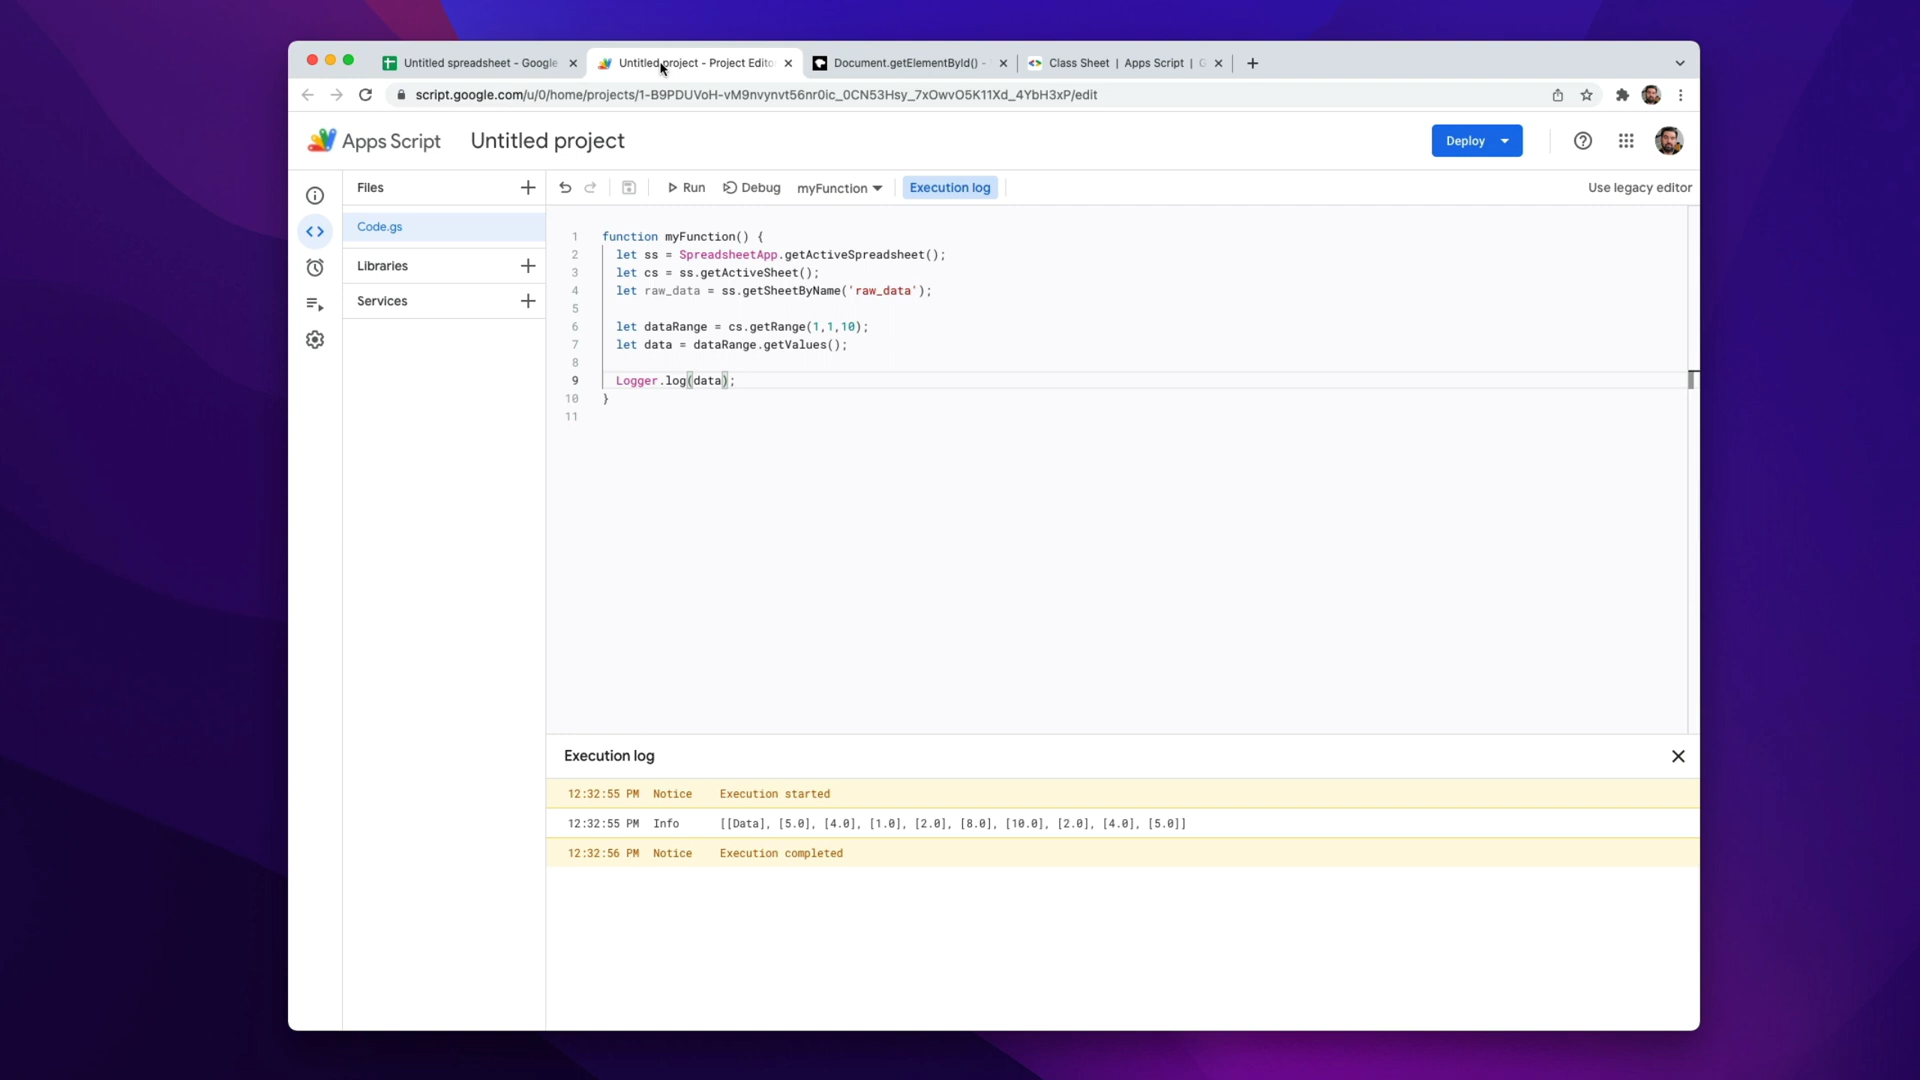 Untitled spreadsheet - Google
Untitled project - Project Editor
Document.getElementById() -
Class Sheet | Apps Script | G
script.google.com/u/0/home/projects/1-B9PDUVoH-vM9nvynvt56nr0ic_0CN53Hsy_7xOwvO5K11Xd_4YbH3xP/edit
Apps Script
Untitled project
Deploy
Files
Run
Debug
myFunction
Execution log
Use legacy editor
Code.gs
Libraries
Services
1 function myFunction() {
2 let ss = SpreadsheetApp.getActiveSpreadsheet();
3 let cs = ss.getActiveSheet();
4 let raw_data = ss.getSheetByName('raw_data');
5
6 let dataRange = cs.getRange(1,1,10);
7 let data = dataRange.getValues();
8
9 Logger.log(data);
10 }
11
Execution log
12:32:55 PM Notice Execution started
12:32:55 PM Info [[Data], [5.0], [4.0], [1.0], [2.0], [8.0], [10.0], [2.0], [4.0], [5.0]]
12:32:56 PM Notice Execution completed